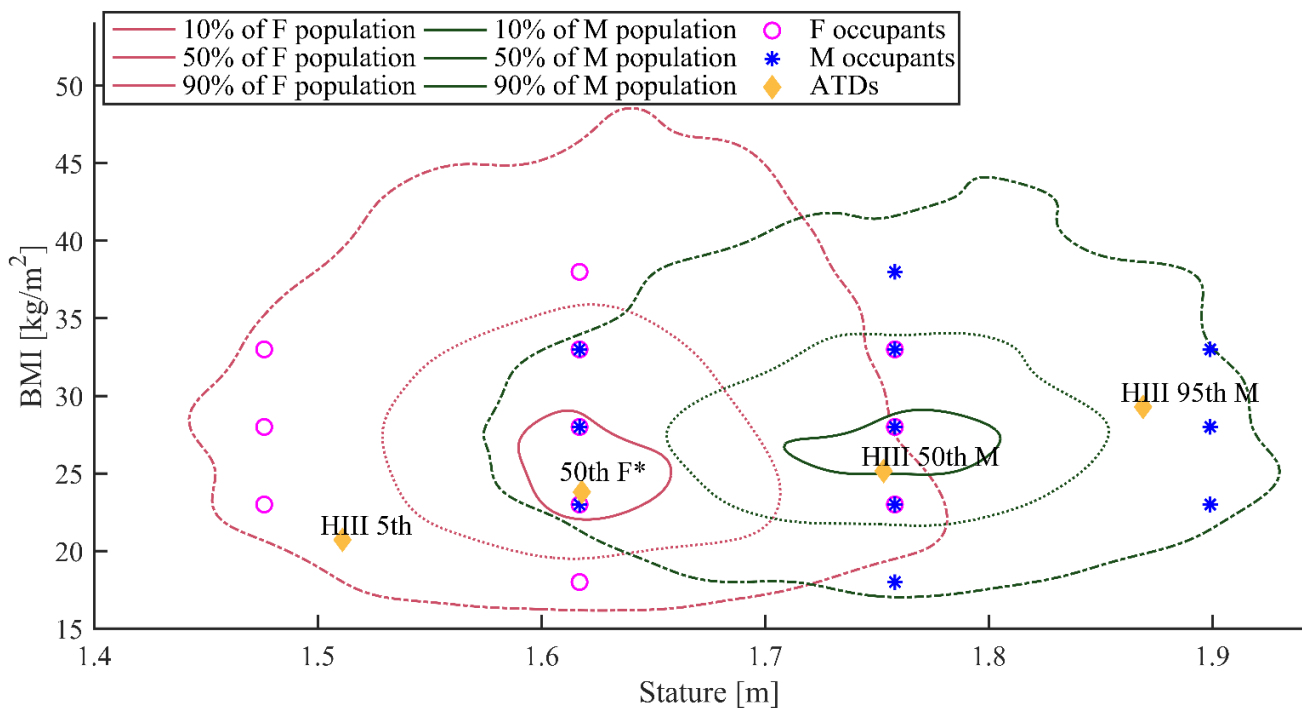 10% of F population 10% of M population F occupants
50% of F population 50% of M population M occupants
90% of F population 90% of M population ATDs
50
45
40
35
30
25
20
15
BMI [kg/m²]
HIII 95th M
50th F*
HIII 50th M
HIII 5th
1.4 1.5 1.6 1.7 1.8 1.9
Stature [m]